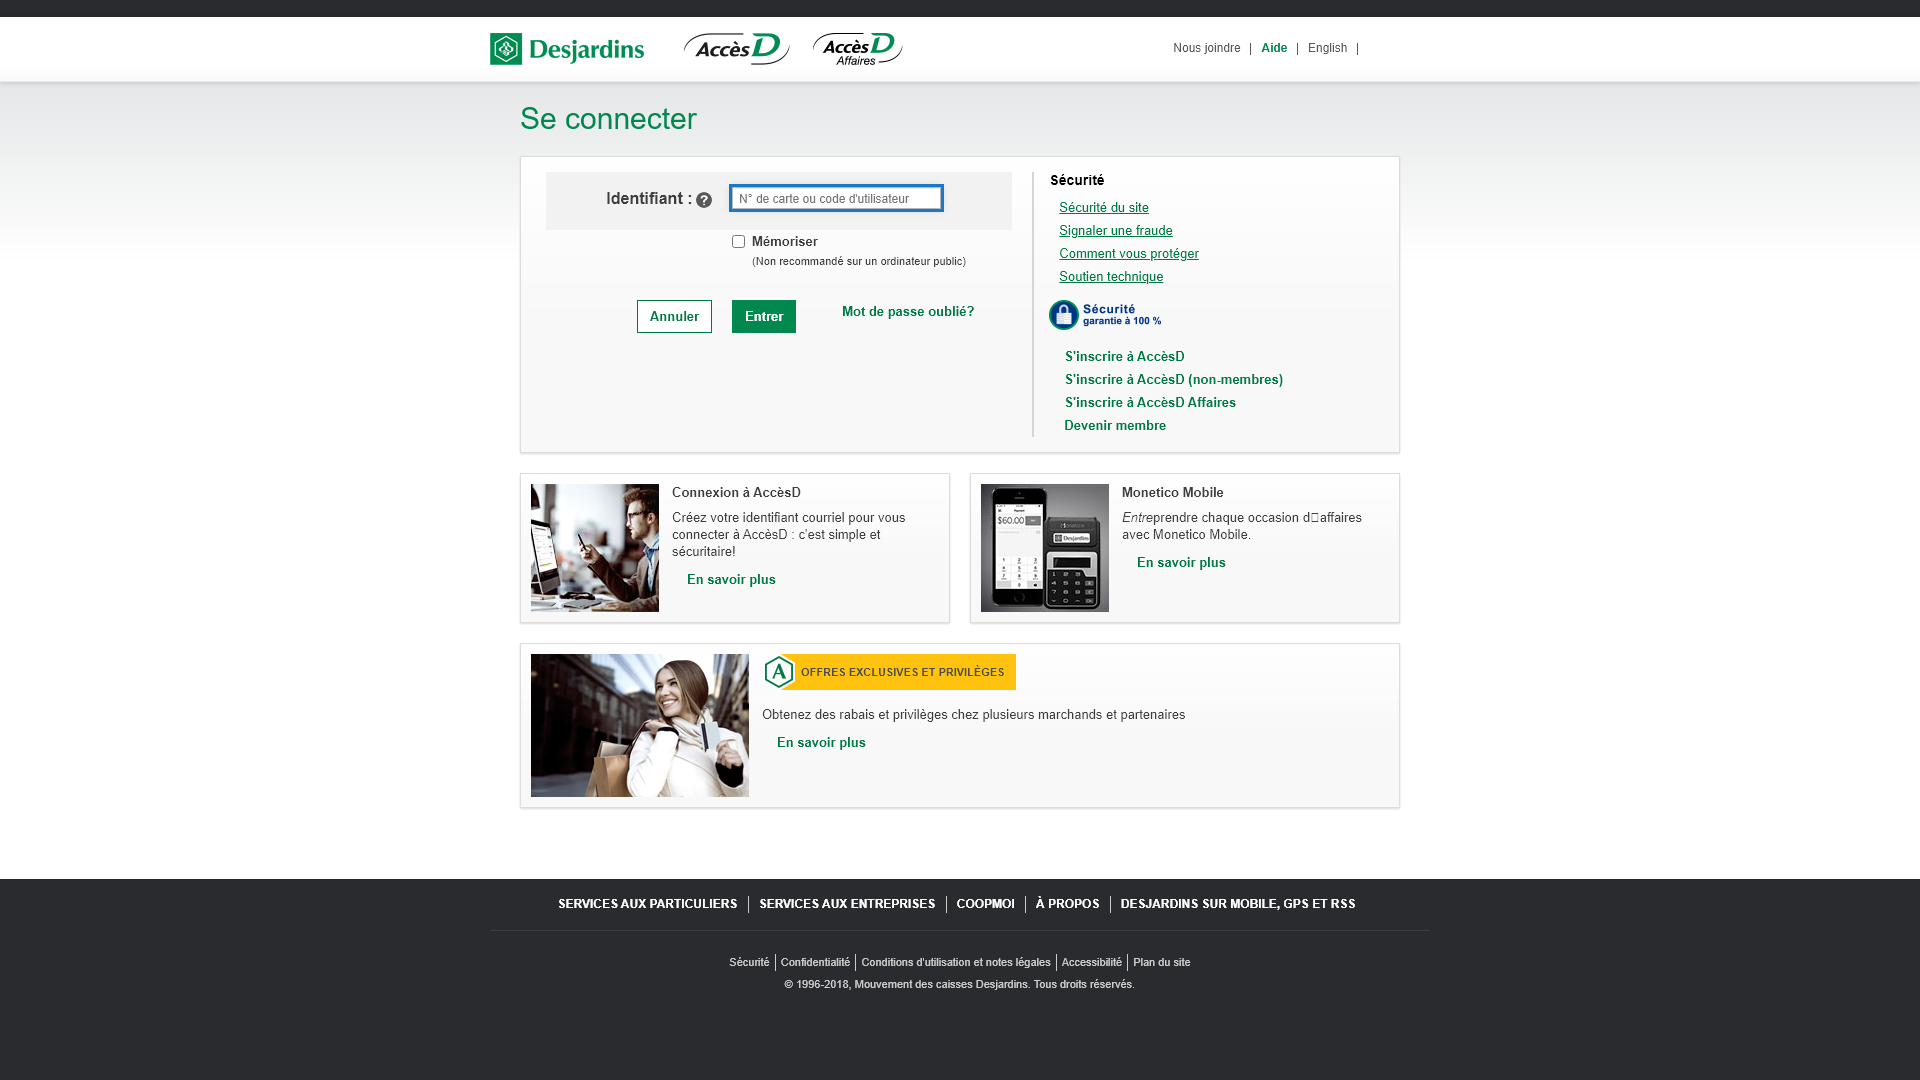 Desjardins
AccèsD
AccèsD
Affaires
Nous joindre | Aide | English |
Se connecter
Identifiant : ?
N° de carte ou code d'utilisateur
Mémoriser
(Non recommandé sur un ordinateur public)
Annuler
Entrer
Mot de passe oublié?
Sécurité
Sécurité du site
Signaler une fraude
Comment vous protéger
Soutien technique
Sécurité
garantie à 100 %
S'inscrire à AccèsD
S'inscrire à AccèsD (non-membres)
S'inscrire à AccèsD Affaires
Devenir membre
Connexion à AccèsD
Créez votre identifiant courriel pour vous
connecter à AccèsD : c'est simple et
sécuritaire!
En savoir plus
$60.00
Desjardins
Monetico Mobile
Entreprendre chaque occasion d□affaires
avec Monetico Mobile.
En savoir plus
A OFFRES EXCLUSIVES ET PRIVILÈGES
Obtenez des rabais et privilèges chez plusieurs marchands et partenaires
En savoir plus
SERVICES AUX PARTICULIERS | SERVICES AUX ENTREPRISES | COOPMOI | À PROPOS | DESJARDINS SUR MOBILE, GPS ET RSS
Sécurité | Confidentialité | Conditions d'utilisation et notes légales | Accessibilité | Plan du site
© 1996-2018, Mouvement des caisses Desjardins. Tous droits réservés.